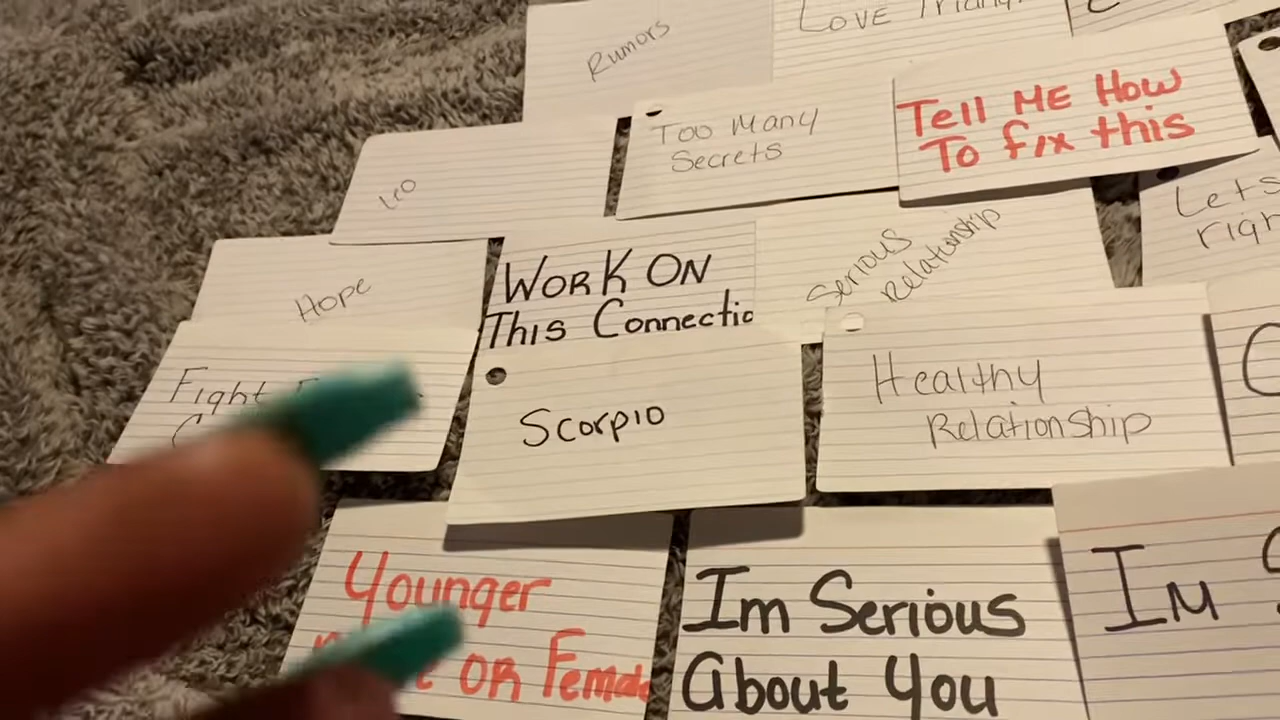 Rumors
LOVE
Too Many
Secrets
Tell ME How
To fix this
Leo
Lets
WORK ON
This Connectio
Serious
Relationship
Hope
Healthy
Relationship
Fight
Scorpio
Younger
or Female
Im Serious
About You
Im